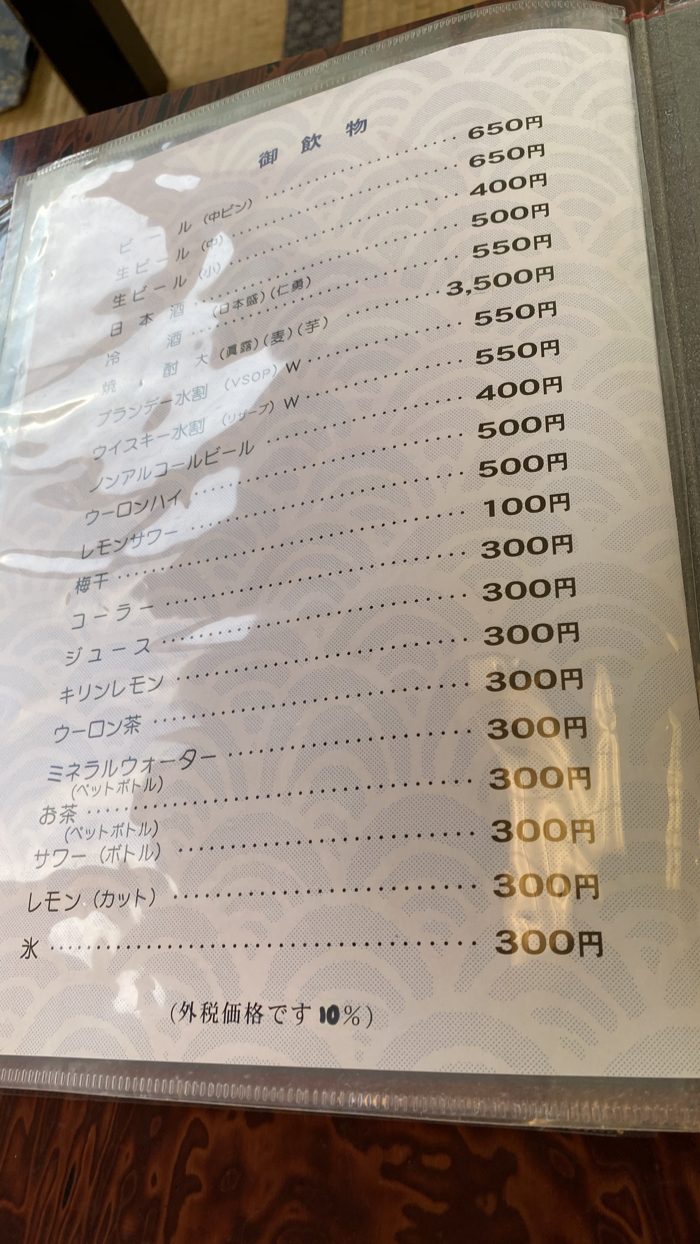 御飲物
ビール（中ビン）‥‥‥‥‥‥650円
生ビール（中）‥‥‥‥‥‥650円
生ビール（小）‥‥‥‥‥‥400円
日本酒（日本盛）（仁勇）‥‥‥‥‥‥500円
冷酒‥‥‥‥‥‥550円
焼酎大（眞露）（麦）（芋）‥‥‥‥‥‥3,500円
ブランデー水割（VSOP）W‥‥‥‥‥‥550円
ウイスキー水割（リザーブ）W‥‥‥‥‥‥550円
ノンアルコールビール‥‥‥‥‥‥400円
ウーロンハイ‥‥‥‥‥‥500円
レモンサワー‥‥‥‥‥‥500円
梅干‥‥‥‥‥‥100円
コーラー‥‥‥‥‥‥300円
ジュース‥‥‥‥‥‥300円
キリンレモン‥‥‥‥‥‥300円
ウーロン茶‥‥‥‥‥‥300円
ミネラルウォーター‥‥‥‥‥‥300円
（ペットボトル）
お茶‥‥‥‥‥‥300円
（ペットボトル）
サワー（ボトル）‥‥‥‥‥‥300円
レモン（カット）‥‥‥‥‥‥300円
氷‥‥‥‥‥‥300円
（外税価格です10％）